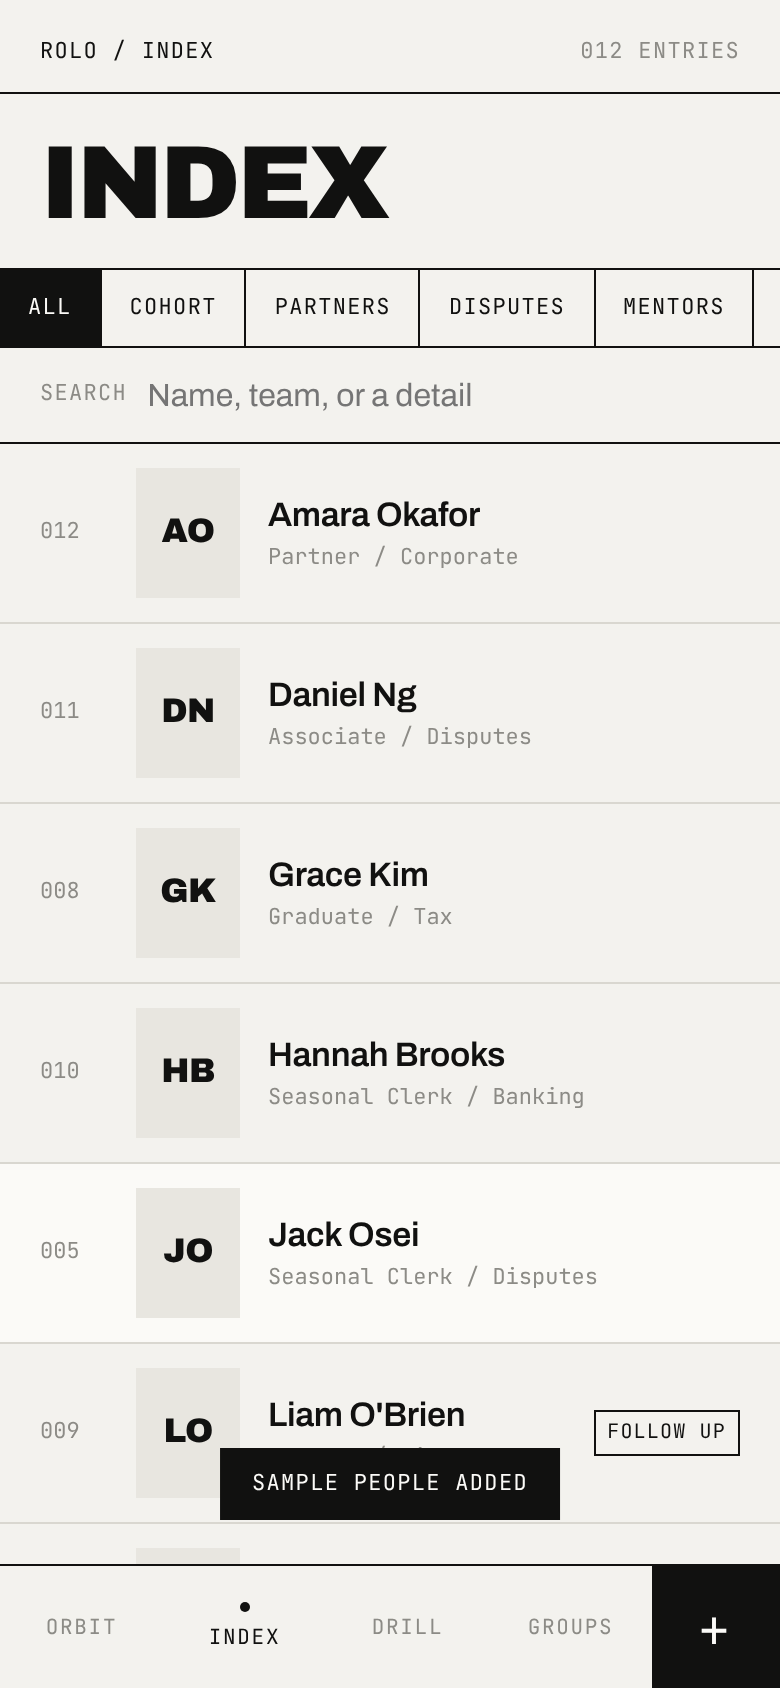 ROLO / INDEX
012 ENTRIES
INDEX
ALL
COHORT
PARTNERS
DISPUTES
MENTORS
SEARCH
Name, team, or a detail
012
AO
Amara Okafor
Partner / Corporate
011
DN
Daniel Ng
Associate / Disputes
008
GK
Grace Kim
Graduate / Tax
010
HB
Hannah Brooks
Seasonal Clerk / Banking
005
JO
Jack Osei
Seasonal Clerk / Disputes
009
LO
Liam O'Brien
FOLLOW UP
SAMPLE PEOPLE ADDED
ORBIT
INDEX
DRILL
GROUPS
+